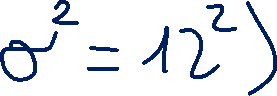 σ² = 12²)